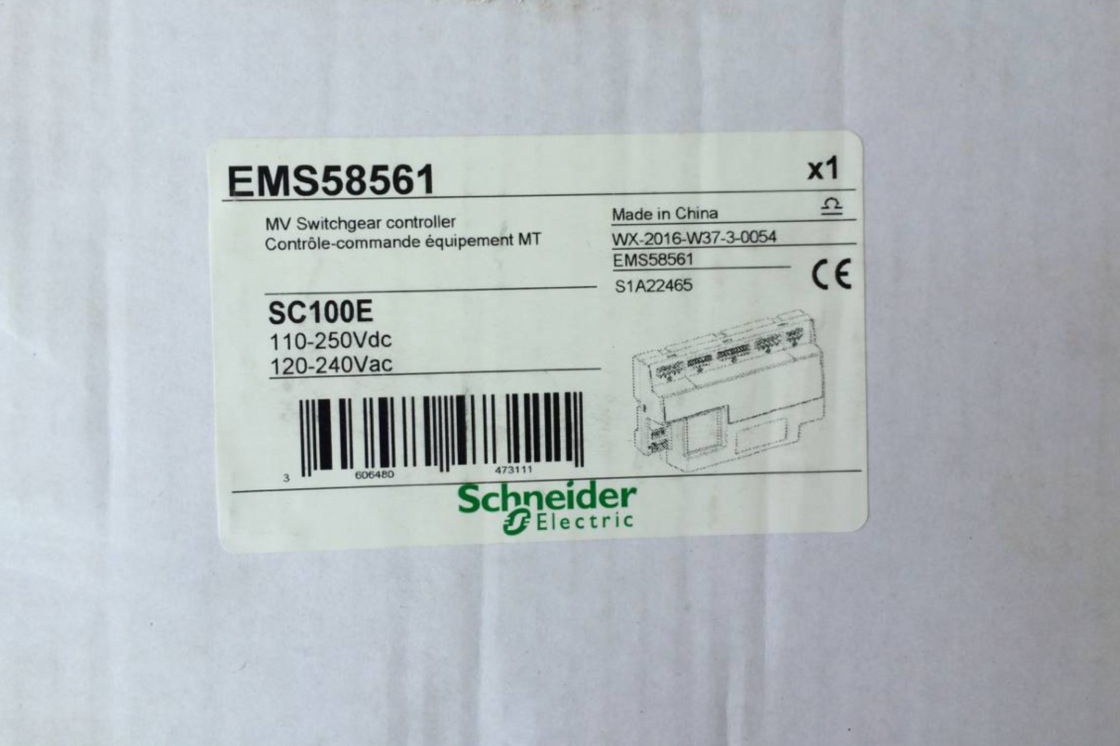 EMS58561
x1
MV Switchgear controller
Contrôle-commande équipement MT
Made in China
WX-2016-W37-3-0054
EMS58561
S1A22465
CE
SC100E
110-250Vdc
120-240Vac
3 606480 473111
Schneider
Electric